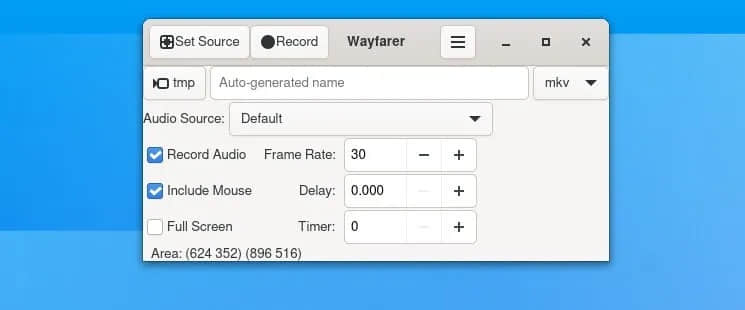 Set Source Record Wayfarer
tmp Auto-generated name mkv
Audio Source: Default
Record Audio Frame Rate: 30
Include Mouse Delay: 0.000
Full Screen Timer: 0
Area: (624 352) (896 516)